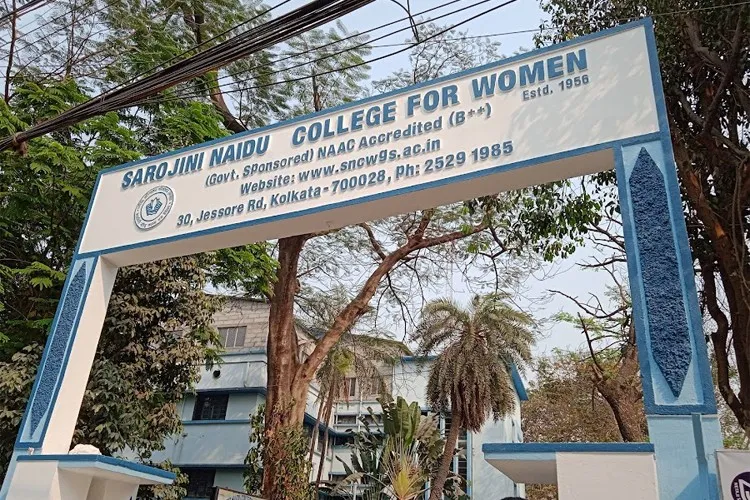 SAROJINI NAIDU COLLEGE FOR WOMEN
Estd. 1956
(Govt. SPonsored) NAAC Accredited (B++)
Website: www.sncwgs.ac.in
30, Jessore Rd, Kolkata - 700028, Ph: 2529 1985